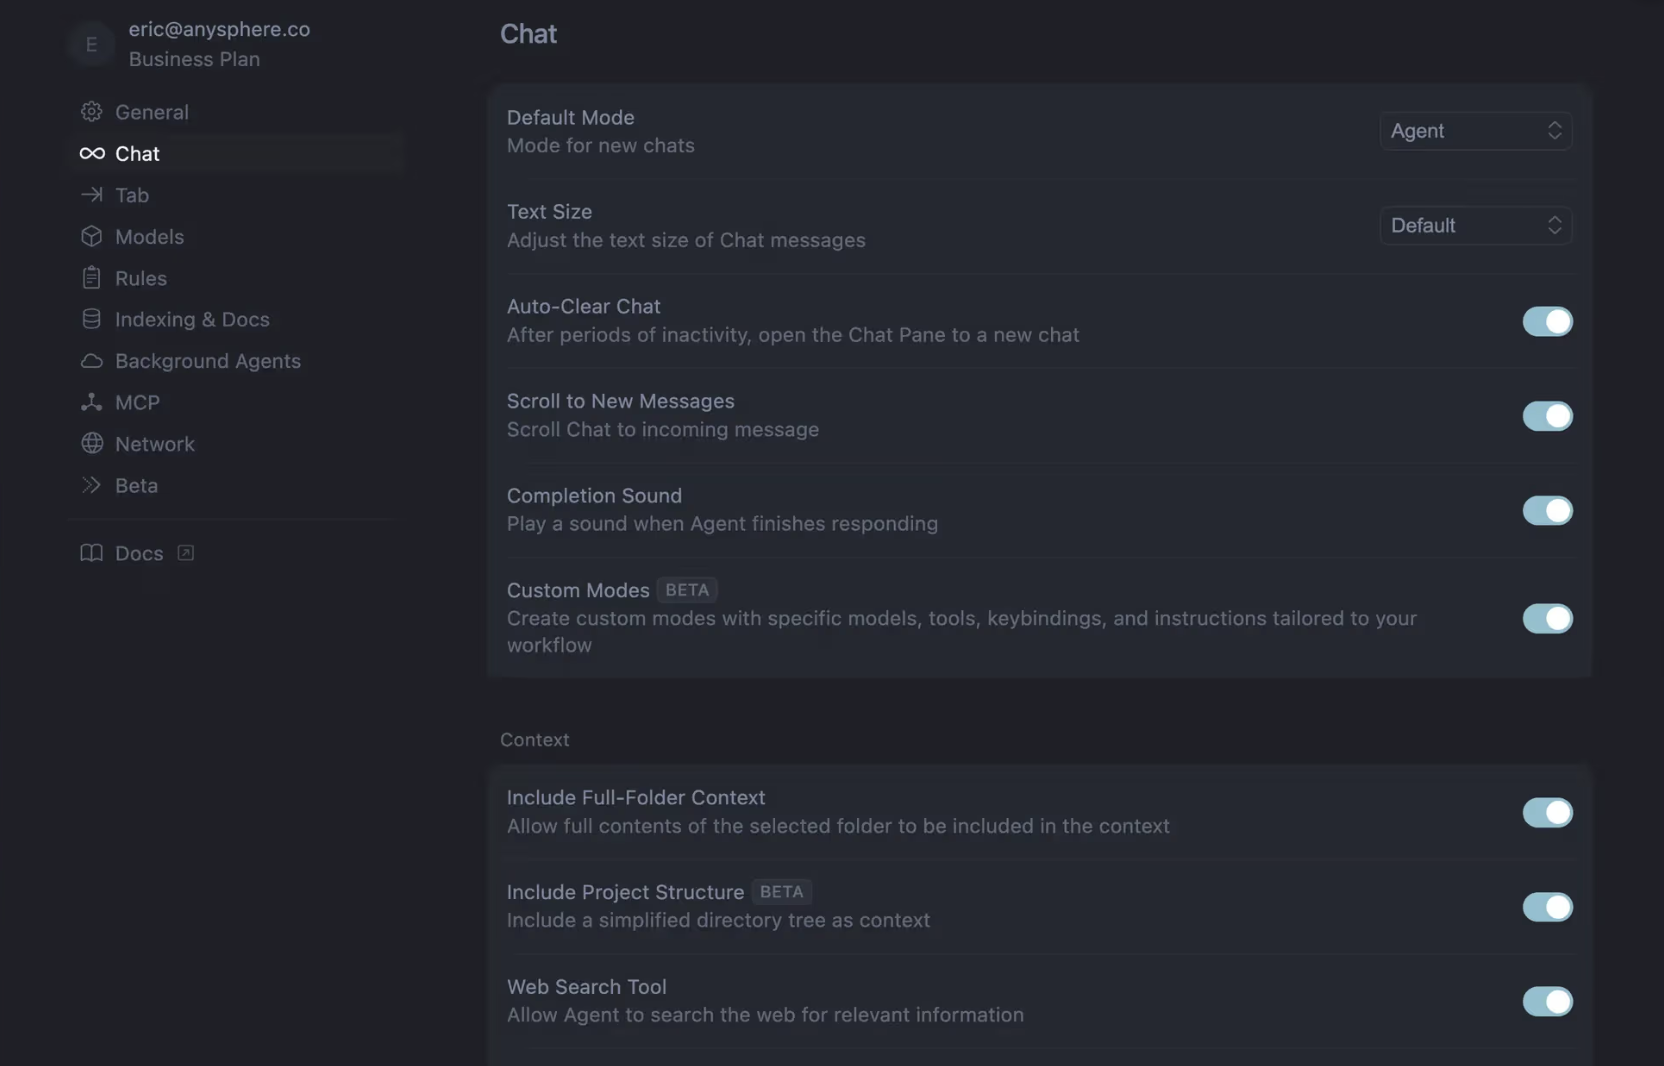 E
eric@anysphere.co
Business Plan
General
Chat
Tab
Models
Rules
Indexing & Docs
Background Agents
MCP
Network
Beta
Docs
Chat
Default Mode
Mode for new chats
Agent
Text Size
Adjust the text size of Chat messages
Default
Auto-Clear Chat
After periods of inactivity, open the Chat Pane to a new chat
Scroll to New Messages
Scroll Chat to incoming message
Completion Sound
Play a sound when Agent finishes responding
Custom Modes BETA
Create custom modes with specific models, tools, keybindings, and instructions tailored to your
workflow
Context
Include Full-Folder Context
Allow full contents of the selected folder to be included in the context
Include Project Structure BETA
Include a simplified directory tree as context
Web Search Tool
Allow Agent to search the web for relevant information